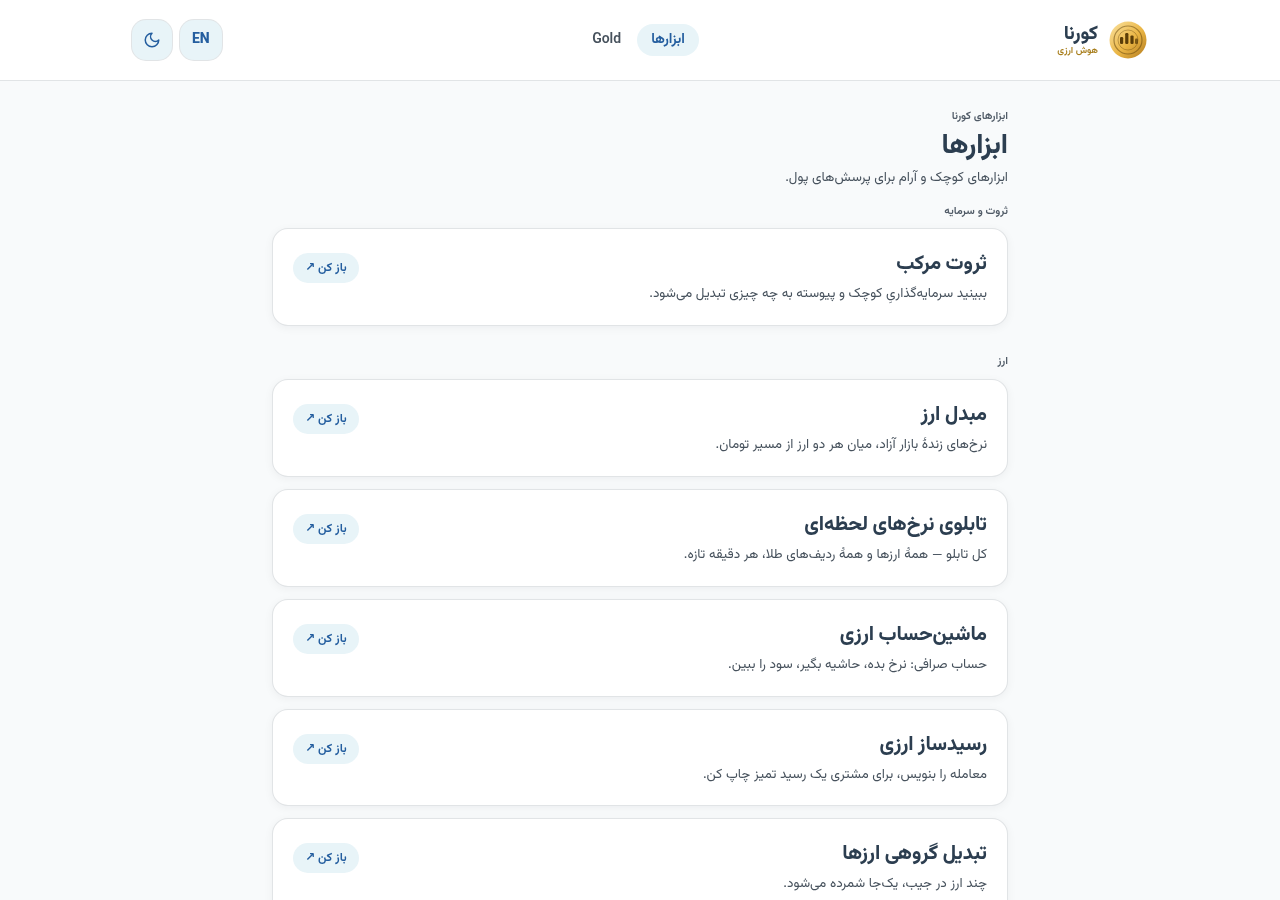 کورنا
هوش ارزی
ابزارها
Gold
EN
ابزارهای کورنا
ابزارها
ابزارهای کوچک و آرام برای پرسش‌های پول.
ثروت و سرمایه
ثروت مرکب
ببینید سرمایه‌گذاریِ کوچک و پیوسته به چه چیزی تبدیل می‌شود.
باز کن ↗
ارز
مبدل ارز
نرخ‌های زندهٔ بازار آزاد، میان هر دو ارز از مسیر تومان.
باز کن ↗
تابلوی نرخ‌های لحظه‌ای
کل تابلو — همهٔ ارزها و همهٔ ردیف‌های طلا، هر دقیقه تازه.
باز کن ↗
ماشین‌حساب ارزی
حساب صرافی: نرخ بده، حاشیه بگیر، سود را ببین.
باز کن ↗
رسیدساز ارزی
معامله را بنویس، برای مشتری یک رسید تمیز چاپ کن.
باز کن ↗
تبدیل گروهی ارزها
چند ارز در جیب، یک‌جا شمرده می‌شود.
باز کن ↗